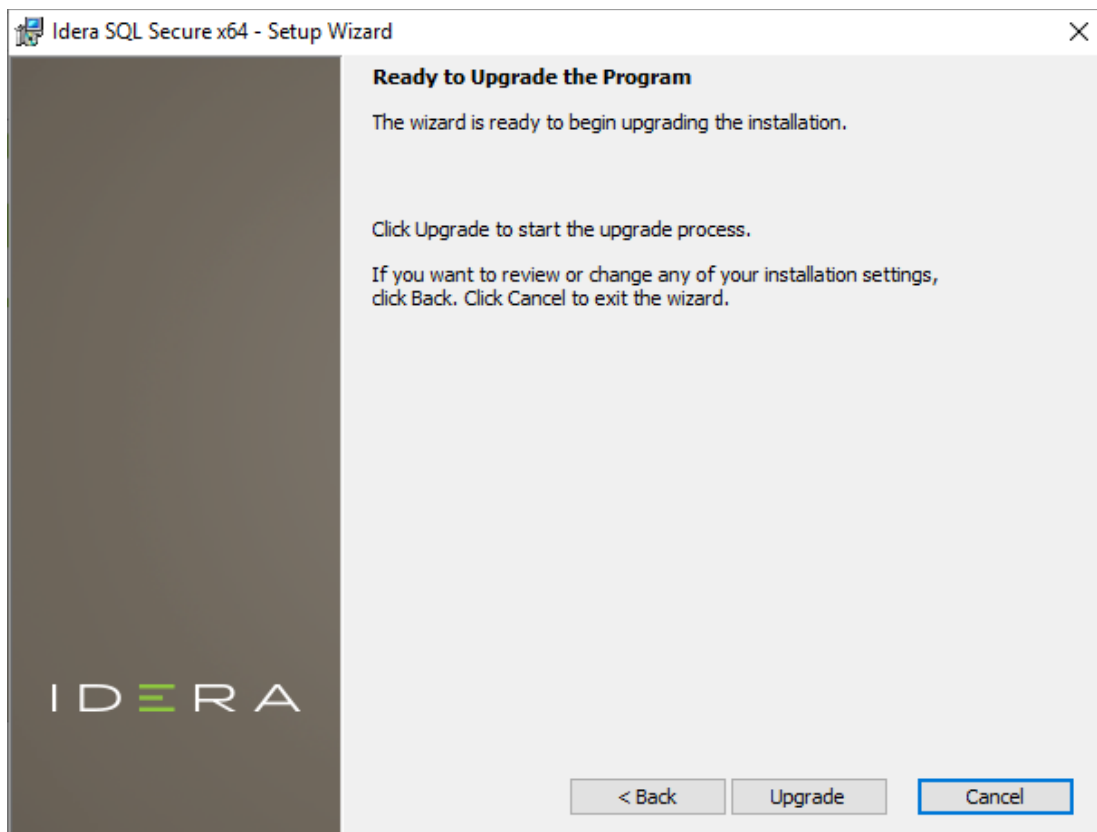 Idera SQL Secure x64 - Setup Wizard
Ready to Upgrade the Program
The wizard is ready to begin upgrading the installation.
Click Upgrade to start the upgrade process.
If you want to review or change any of your installation settings,
click Back. Click Cancel to exit the wizard.
IDERA
< Back
Upgrade
Cancel